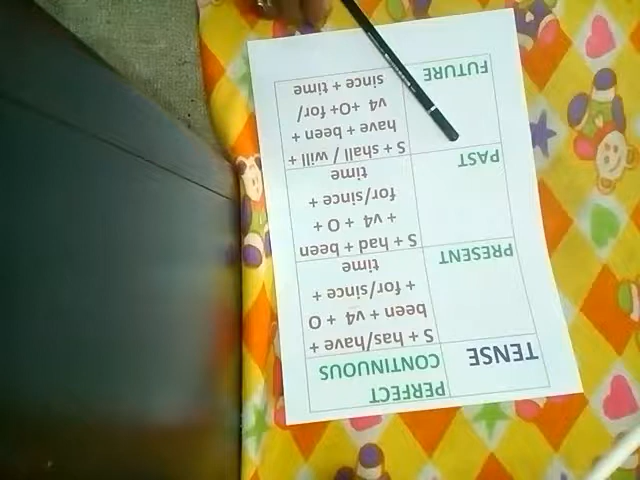 TENSE
PERFECT
CONTINUOUS
PRESENT
S + has/have +
been + v4 + O
+ for/since +
time
PAST
S + had + been
+ v4 + O +
for/since +
time
FUTURE
S + shall / will +
have + been +
v4 +O+ for/
since + time